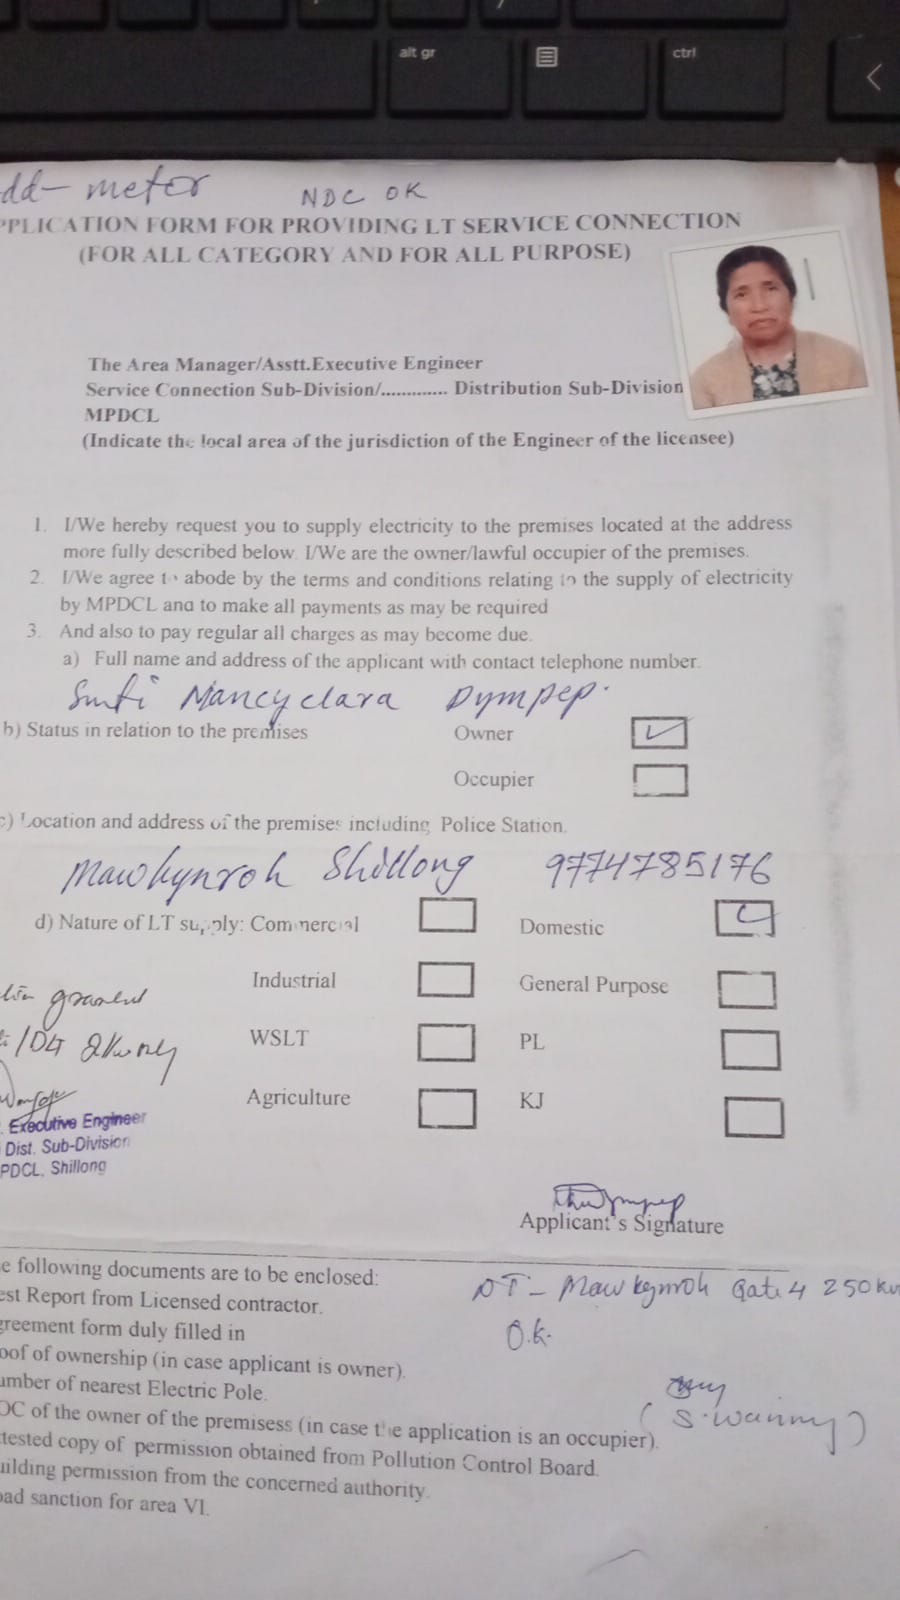 alt gr
ctrl
dd- meter NDC OK
PPLICATION FORM FOR PROVIDING LT SERVICE CONNECTION
(FOR ALL CATEGORY AND FOR ALL PURPOSE)
The Area Manager/Asstt.Executive Engineer
Service Connection Sub-Division/............. Distribution Sub-Division
MPDCL
(Indicate the local area of the jurisdiction of the Engineer of the licensee)
1. I/We hereby request you to supply electricity to the premises located at the address
more fully described below. I/We are the owner/lawful occupier of the premises.
2. I/We agree to abode by the terms and conditions relating to the supply of electricity
by MPDCL and to make all payments as may be required
3. And also to pay regular all charges as may become due.
a) Full name and address of the applicant with contact telephone number.
Smti Mancyclara Dympep.
b) Status in relation to the premises Owner
Occupier
c) Location and address of the premises including Police Station.
Mawkynroh Shillong 9774785176
d) Nature of LT supply: Commercial Domestic
Industrial General Purpose
granted
WSLT PL
Agriculture KJ
. Executive Engineer
Dist. Sub-Division
PDCL, Shillong
Applicant's Signature
e following documents are to be enclosed:
DT - Mawkynroh Gate 4 250 KV
est Report from Licensed contractor.
greement form duly filled in
O.K.
oof of ownership (in case applicant is owner).
umber of nearest Electric Pole.
OC of the owner of the premisess (in case the application is an occupier).
(S. Wanny)
ttested copy of permission obtained from Pollution Control Board.
uilding permission from the concerned authority.
oad sanction for area VI.